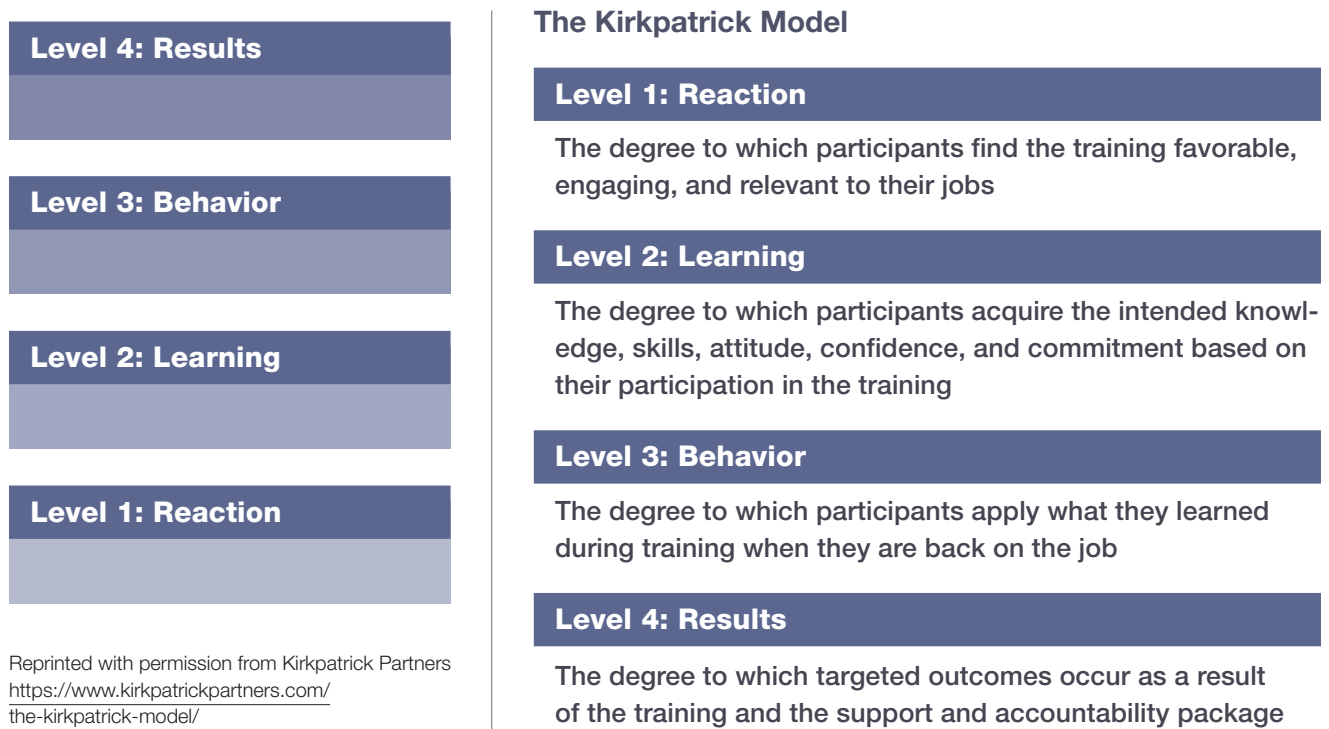 Level 4: Results
Level 3: Behavior
Level 2: Learning
Level 1: Reaction
Reprinted with permission from Kirkpatrick Partners
https://www.kirkpatrickpartners.com/
the-kirkpatrick-model/
The Kirkpatrick Model
Level 1: Reaction
The degree to which participants find the training favorable,
engaging, and relevant to their jobs
Level 2: Learning
The degree to which participants acquire the intended knowl-
edge, skills, attitude, confidence, and commitment based on
their participation in the training
Level 3: Behavior
The degree to which participants apply what they learned
during training when they are back on the job
Level 4: Results
The degree to which targeted outcomes occur as a result
of the training and the support and accountability package